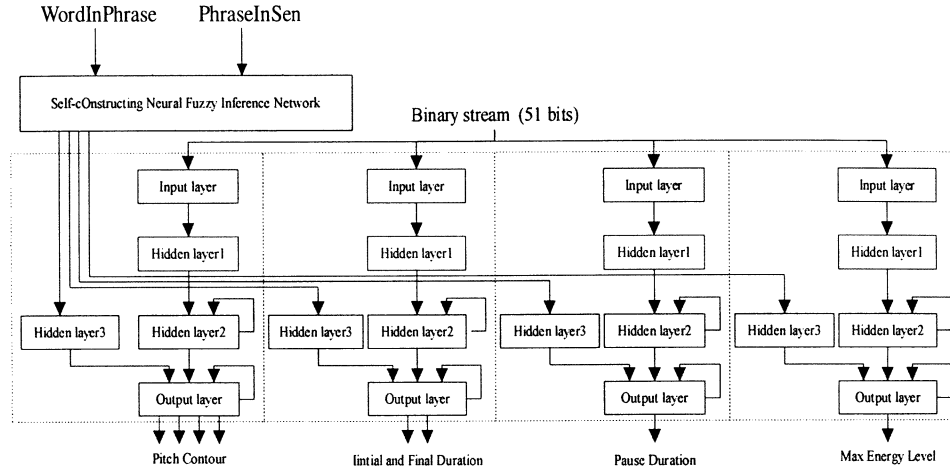 WordInPhrase PhraseInSen
Self-cOnstructing Neural Fuzzy Inference Network
Binary stream (51 bits)
Input layer Input layer Input layer Input layer
Hidden layer1 Hidden layer1 Hidden layer1 Hidden layer1
Hidden layer3 Hidden layer2 Hidden layer3 Hidden layer2 Hidden layer3 Hidden layer2 Hidden layer3 Hidden layer2
Output layer Output layer Output layer Output layer
Pitch Contour Iintial and Final Duration Pause Duration Max Energy Level